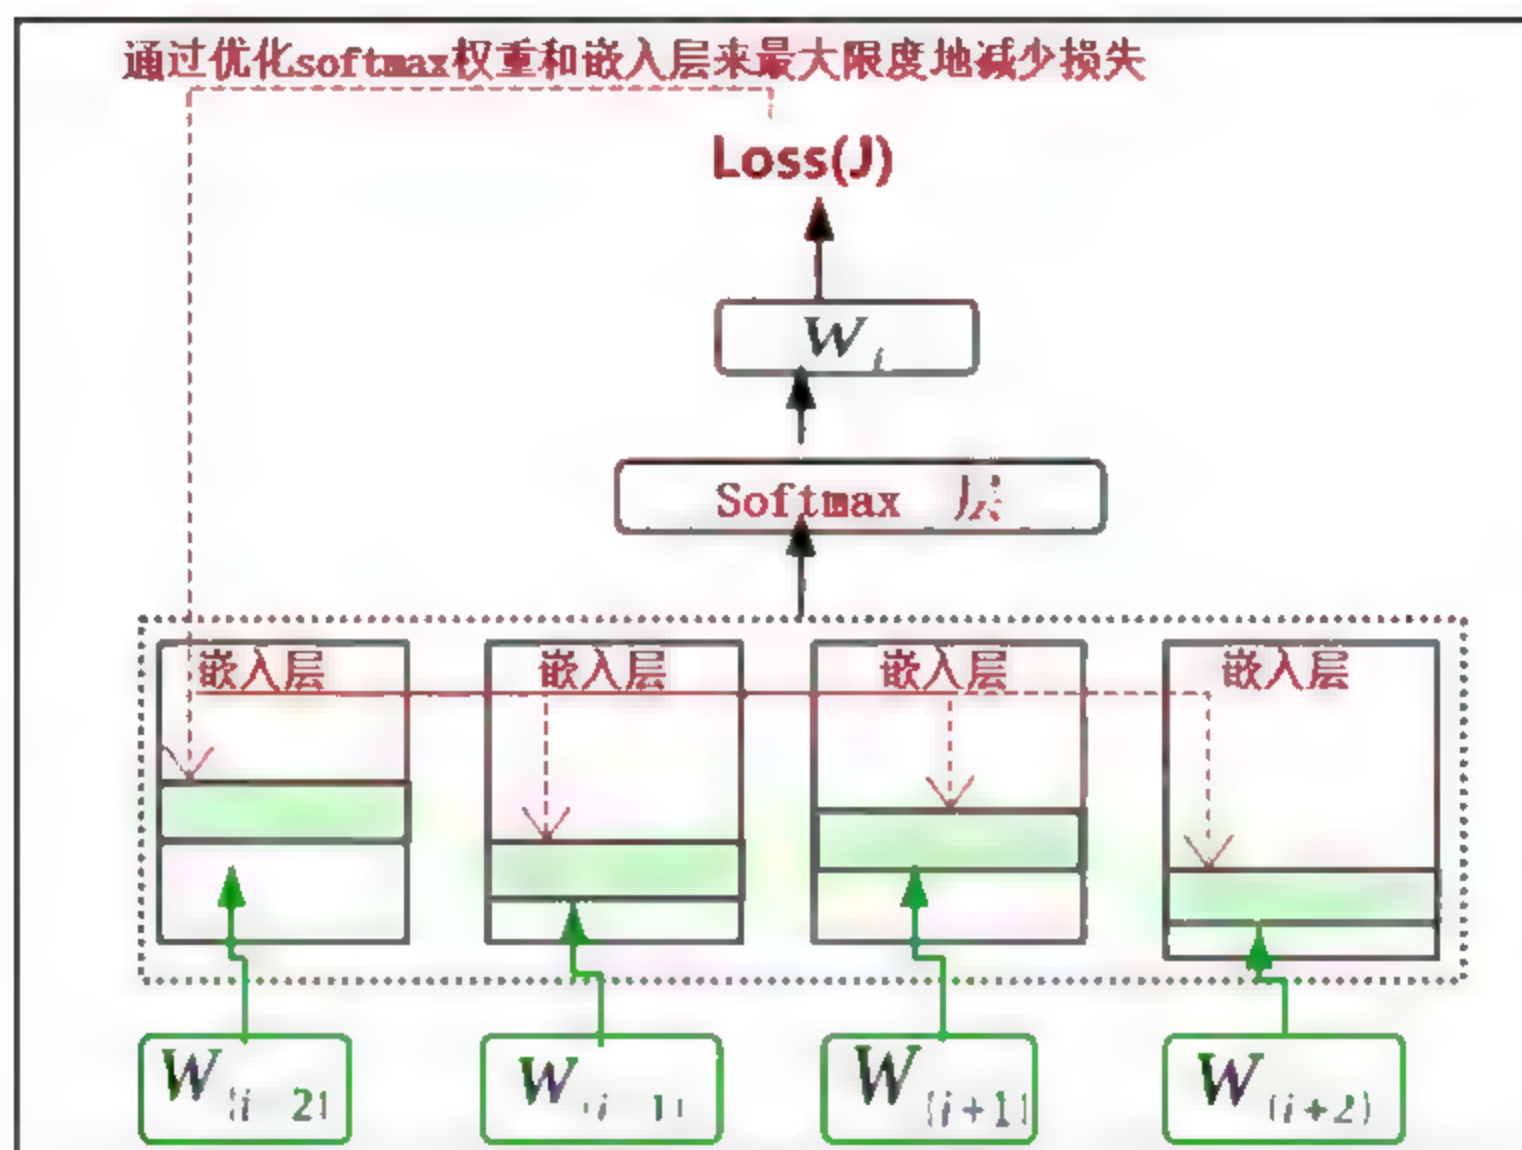 通过优化softmax权重和嵌入层来最大限度地减少损失
Loss(J)
W i
Softmax 层
嵌入层 嵌入层 嵌入层 嵌入层
W (i-2) W (i-1) W (i+1) W (i+2)